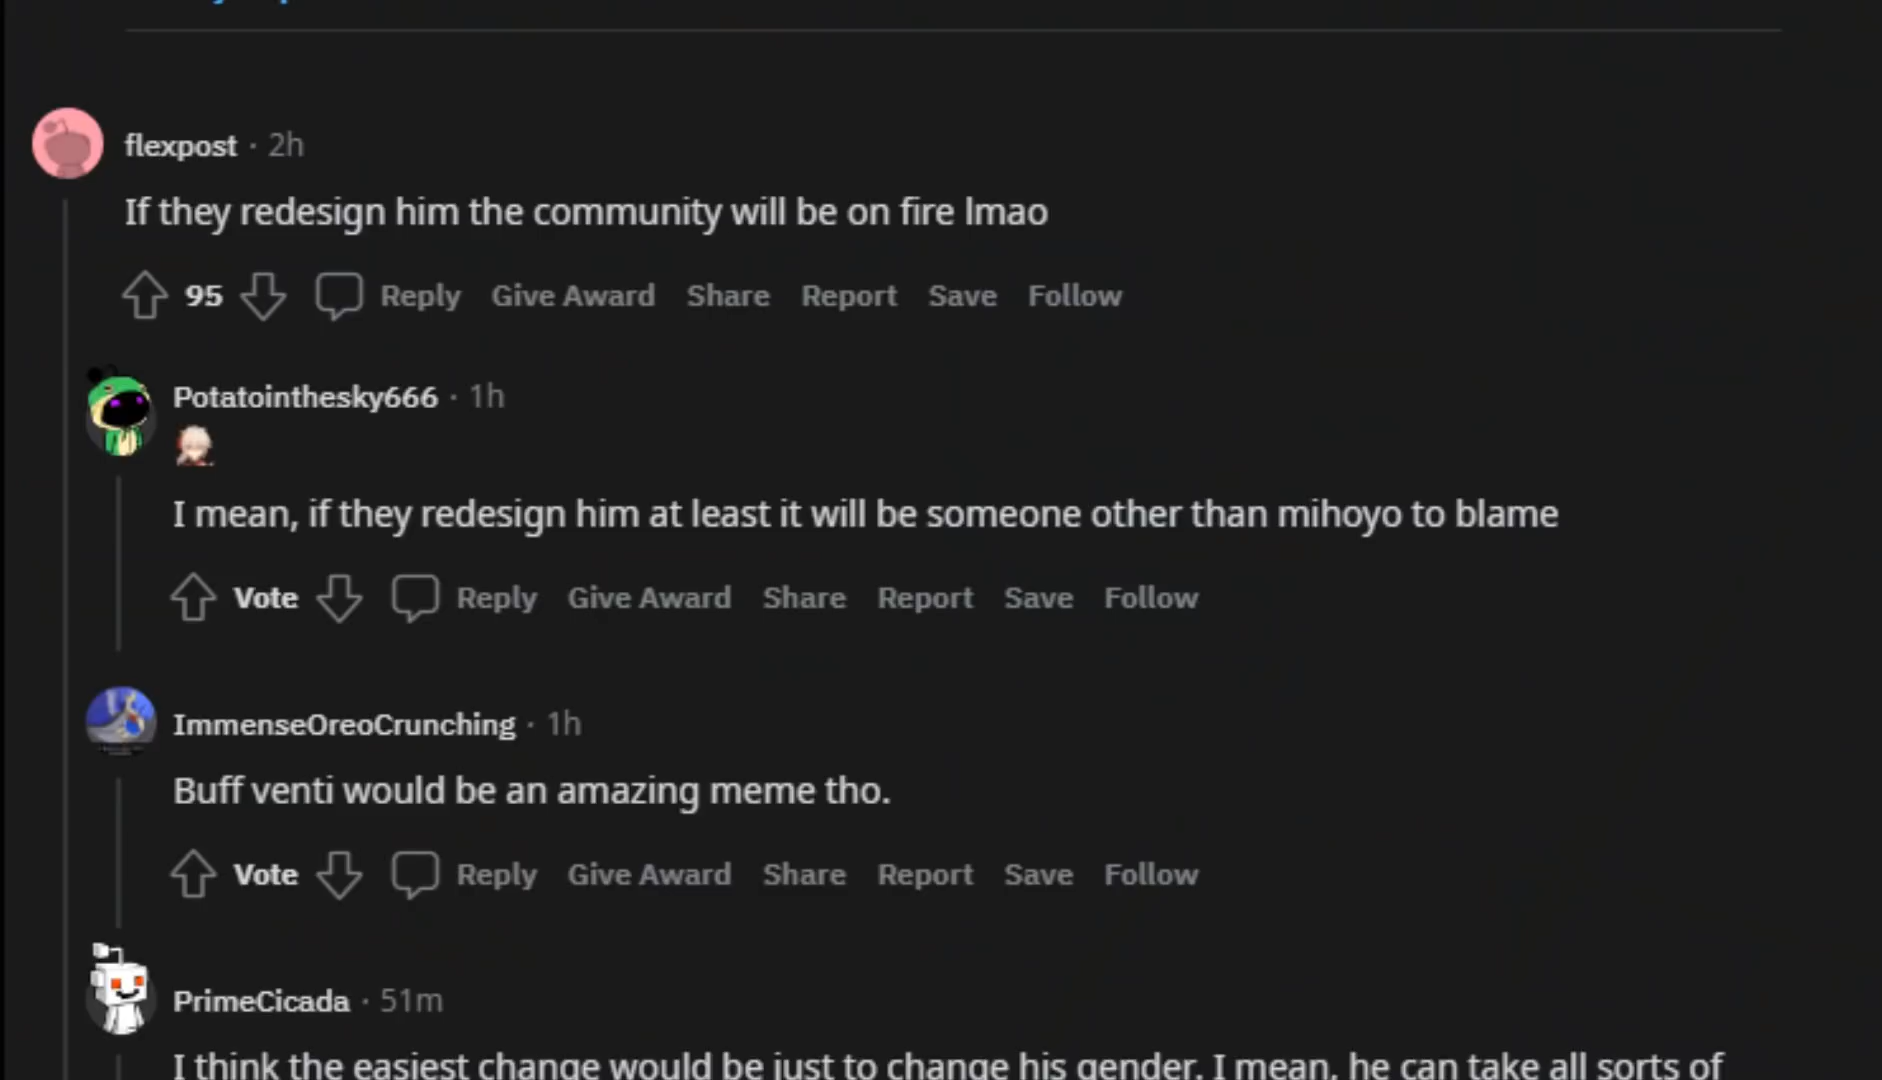 flexpost · 2h
If they redesign him the community will be on fire lmao
95 Reply Give Award Share Report Save Follow
Potatointhesky666 · 1h
I mean, if they redesign him at least it will be someone other than mihoyo to blame
Vote Reply Give Award Share Report Save Follow
ImmenseOreoCrunching · 1h
Buff venti would be an amazing meme tho.
Vote Reply Give Award Share Report Save Follow
PrimeCicada · 51m
I think the easiest change would be just to change his gender. I mean, he can take all sorts of